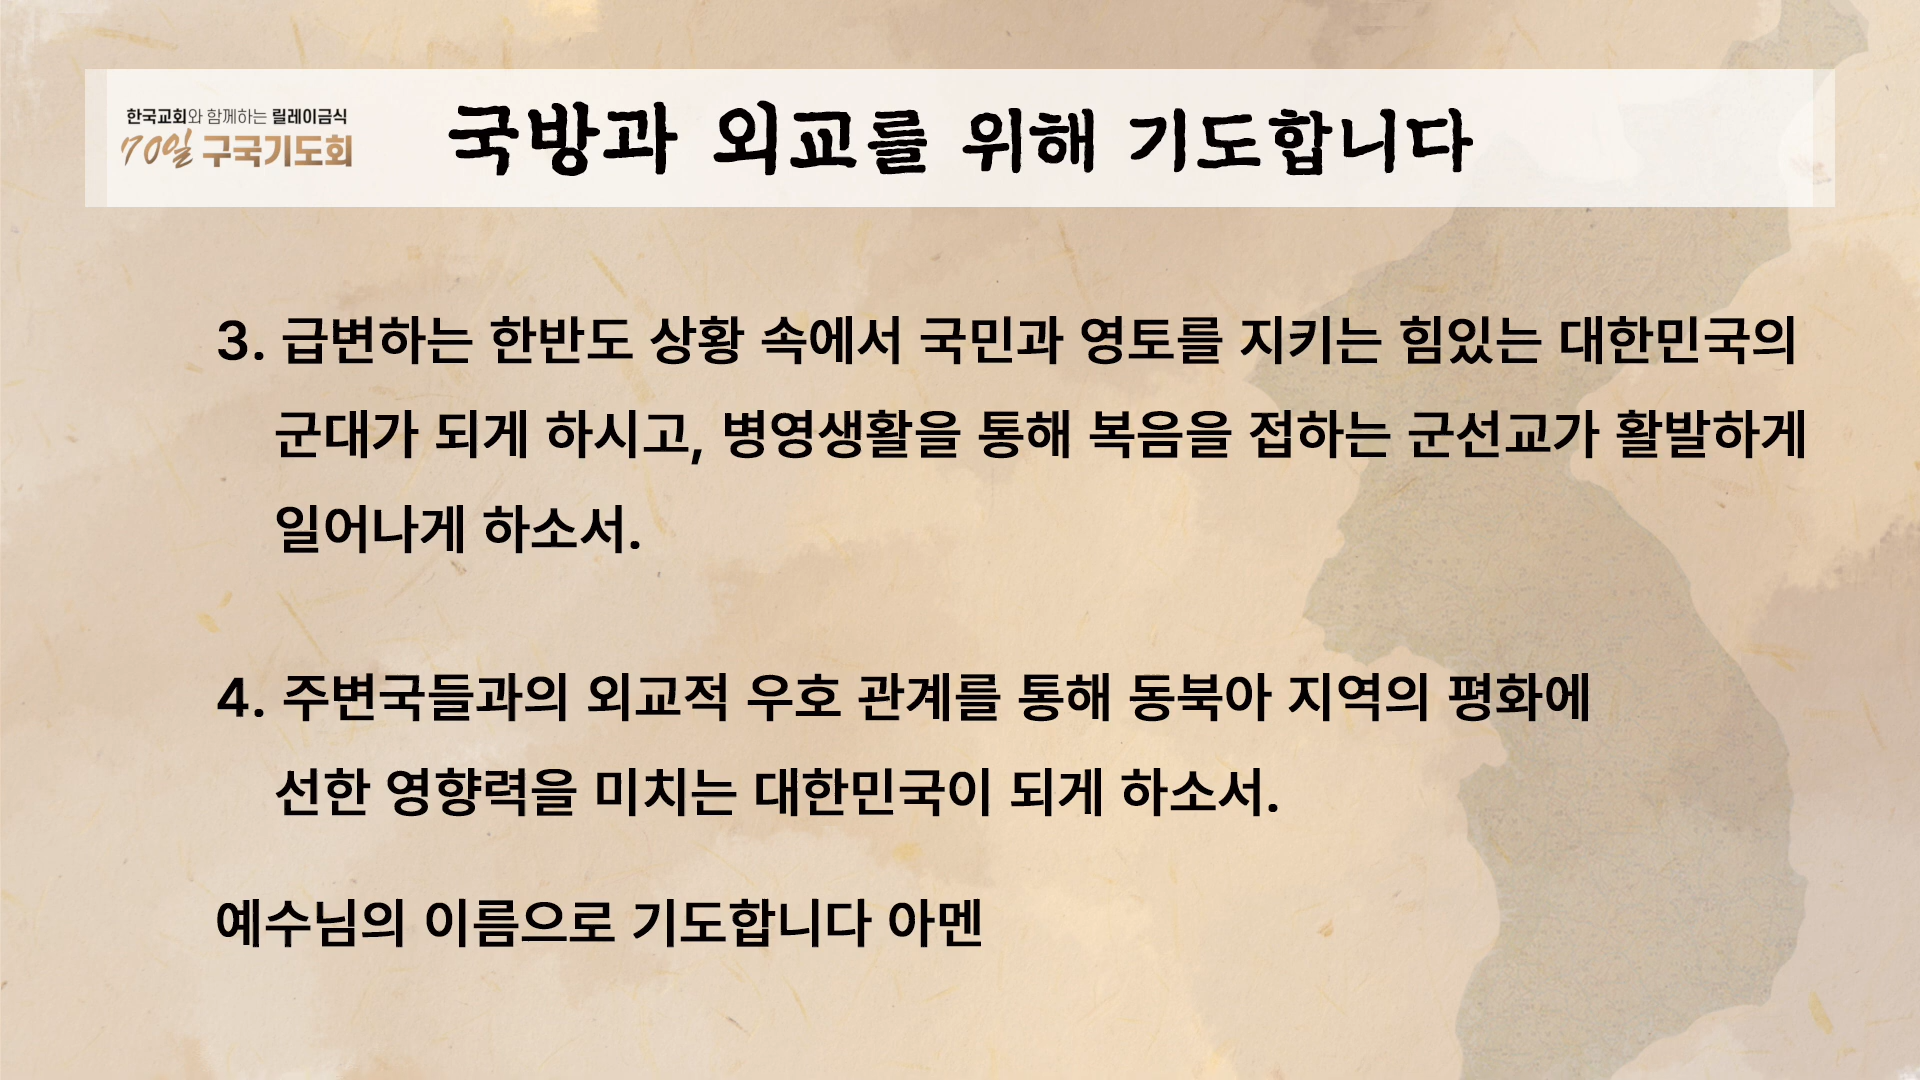 한국교회와 함께하는 릴레이금식
70일 구국기도회
국방과 외교를 위해 기도합니다
3. 급변하는 한반도 상황 속에서 국민과 영토를 지키는 힘있는 대한민국의
군대가 되게 하시고, 병영생활을 통해 복음을 접하는 군선교가 활발하게
일어나게 하소서.
4. 주변국들과의 외교적 우호 관계를 통해 동북아 지역의 평화에
선한 영향력을 미치는 대한민국이 되게 하소서.
예수님의 이름으로 기도합니다 아멘